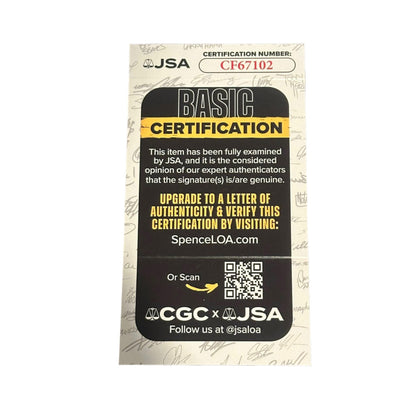 JSA
CERTIFICATION NUMBER:
CF67102
BASIC
CERTIFICATION
This item has been fully examined
by JSA, and it is the considered
opinion of our expert authenticators
that the signature(s) is/are genuine.
UPGRADE TO A LETTER OF
AUTHENTICITY & VERIFY THIS
CERTIFICATION BY VISITING:
SpenceLOA.com
Or Scan
CGC x JSA
Follow us at @jsaloa